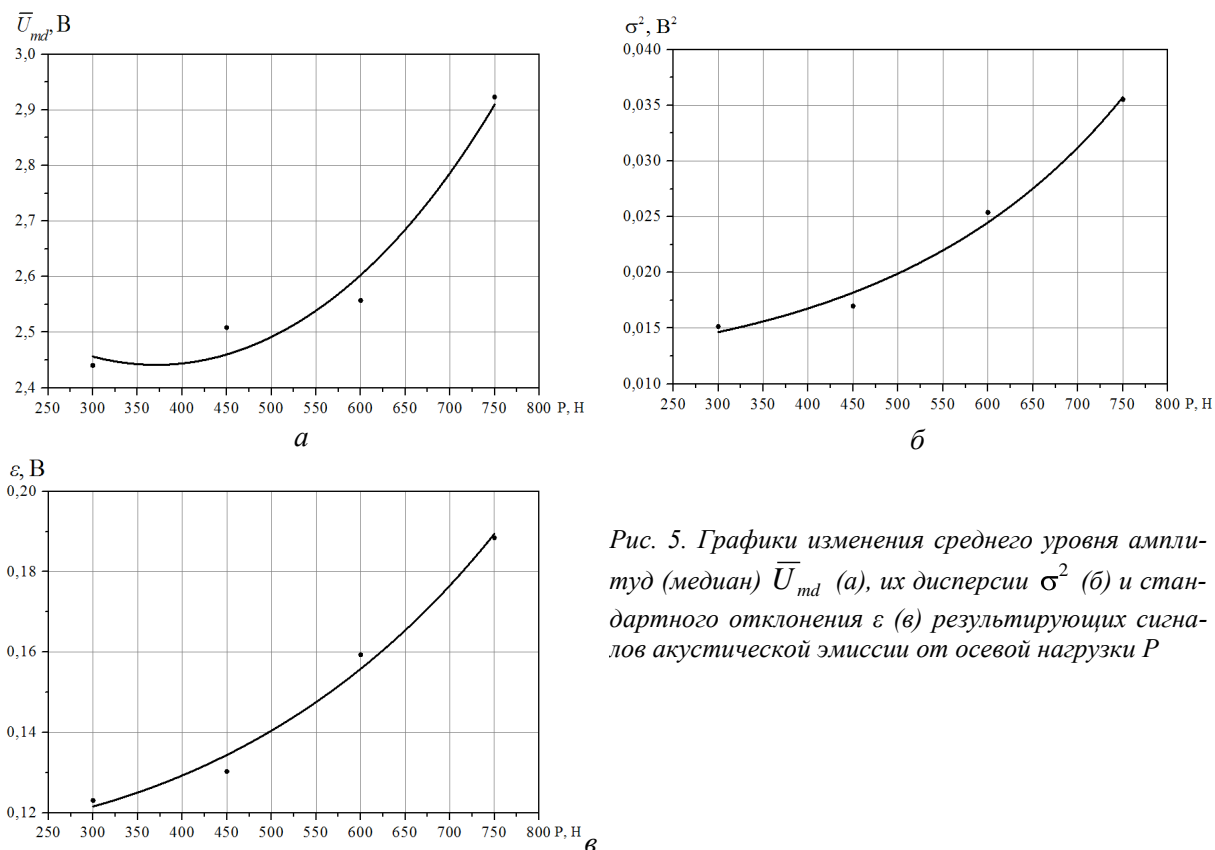 U̅md, В
3,0
2,9
2,8
2,7
2,6
2,5
2,4
250 300 350 400 450 500 550 600 650 700 750 800 Р, Н
а
σ², В²
0,040
0,035
0,030
0,025
0,020
0,015
0,010
250 300 350 400 450 500 550 600 650 700 750 800 Р, Н
б
ε, В
0,20
0,18
0,16
0,14
0,12
250 300 350 400 450 500 550 600 650 700 750 800 Р, Н
в
Рис. 5. Графики изменения среднего уровня ампли-
туд (медиан) U̅md (а), их дисперсии σ² (б) и стан-
дартного отклонения ε (в) результирующих сигна-
лов акустической эмиссии от осевой нагрузки Р